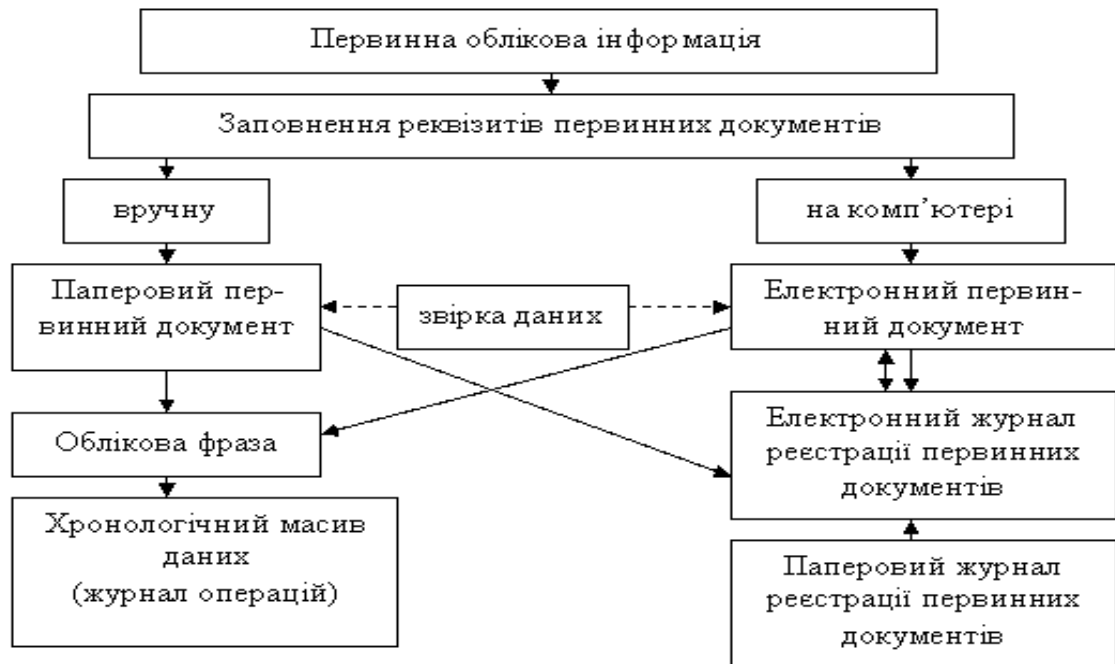 Первинна облікова інформація
Заповнення реквізитів первинних документів
вручну
на комп’ютері
Паперовий пер-
винний документ
звірка даних
Електронний первин-
ний документ
Облікова фраза
Електронний журнал
реєстрації первинних
документів
Хронологічний масив
даних
(журнал операцій)
Паперовий журнал
реєстрації первинних
документів